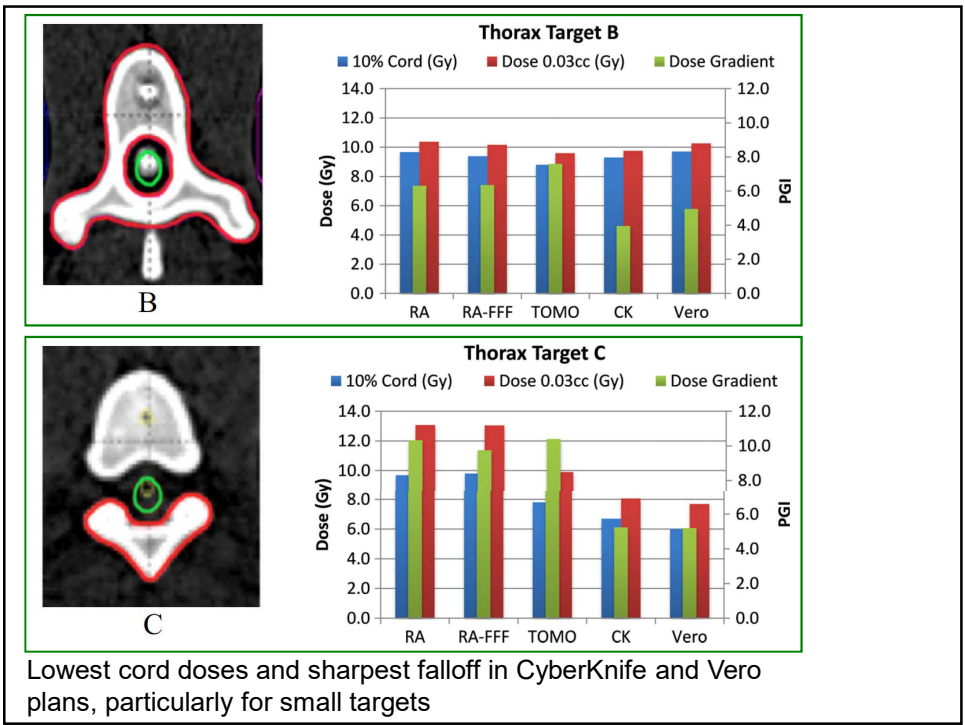 Thorax Target B
10% Cord (Gy) Dose 0.03cc (Gy) Dose Gradient
14.0 12.0
12.0 10.0
10.0 8.0
8.0 6.0
6.0 4.0
4.0 2.0
2.0 0.0
0.0
Dose (Gy)
PGI
RA RA-FFF TOMO CK Vero
B
Thorax Target C
10% Cord (Gy) Dose 0.03cc (Gy) Dose Gradient
14.0 12.0
12.0 10.0
10.0 8.0
8.0 6.0
6.0 4.0
4.0 2.0
2.0 0.0
0.0
Dose (Gy)
PGI
RA RA-FFF TOMO CK Vero
C
Lowest cord doses and sharpest falloff in CyberKnife and Vero
plans, particularly for small targets